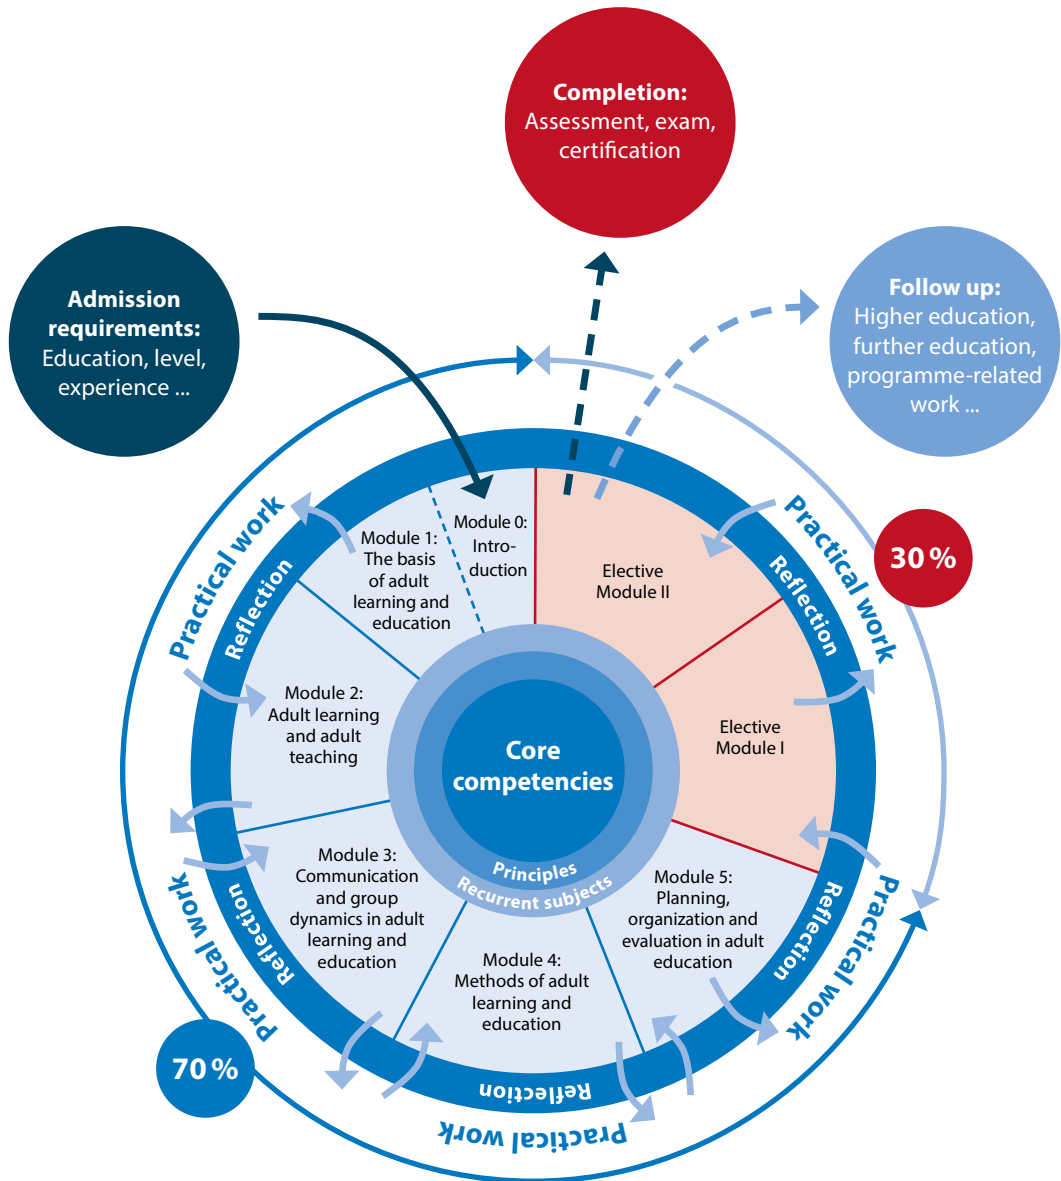 Completion:
Assessment, exam,
certification
Admission
requirements:
Education, level,
experience ...
Follow up:
Higher education,
further education,
programme-related
work ...
Practical work
Reflection
Module 0:
Intro-
duction
Module 1:
The basis
of adult
learning and
education
Elective
Module II
Practical work
Reflection
30 %
Module 2:
Adult learning
and adult
teaching
Elective
Module I
Core
competencies
Principles
Recurrent subjects
Module 3:
Communication
and group
dynamics in adult
learning and
education
Module 5:
Planning,
organization and
evaluation in adult
education
Practical work
Reflection
Reflection
Practical work
Module 4:
Methods of adult
learning and
education
70 %
Reflection
Practical work